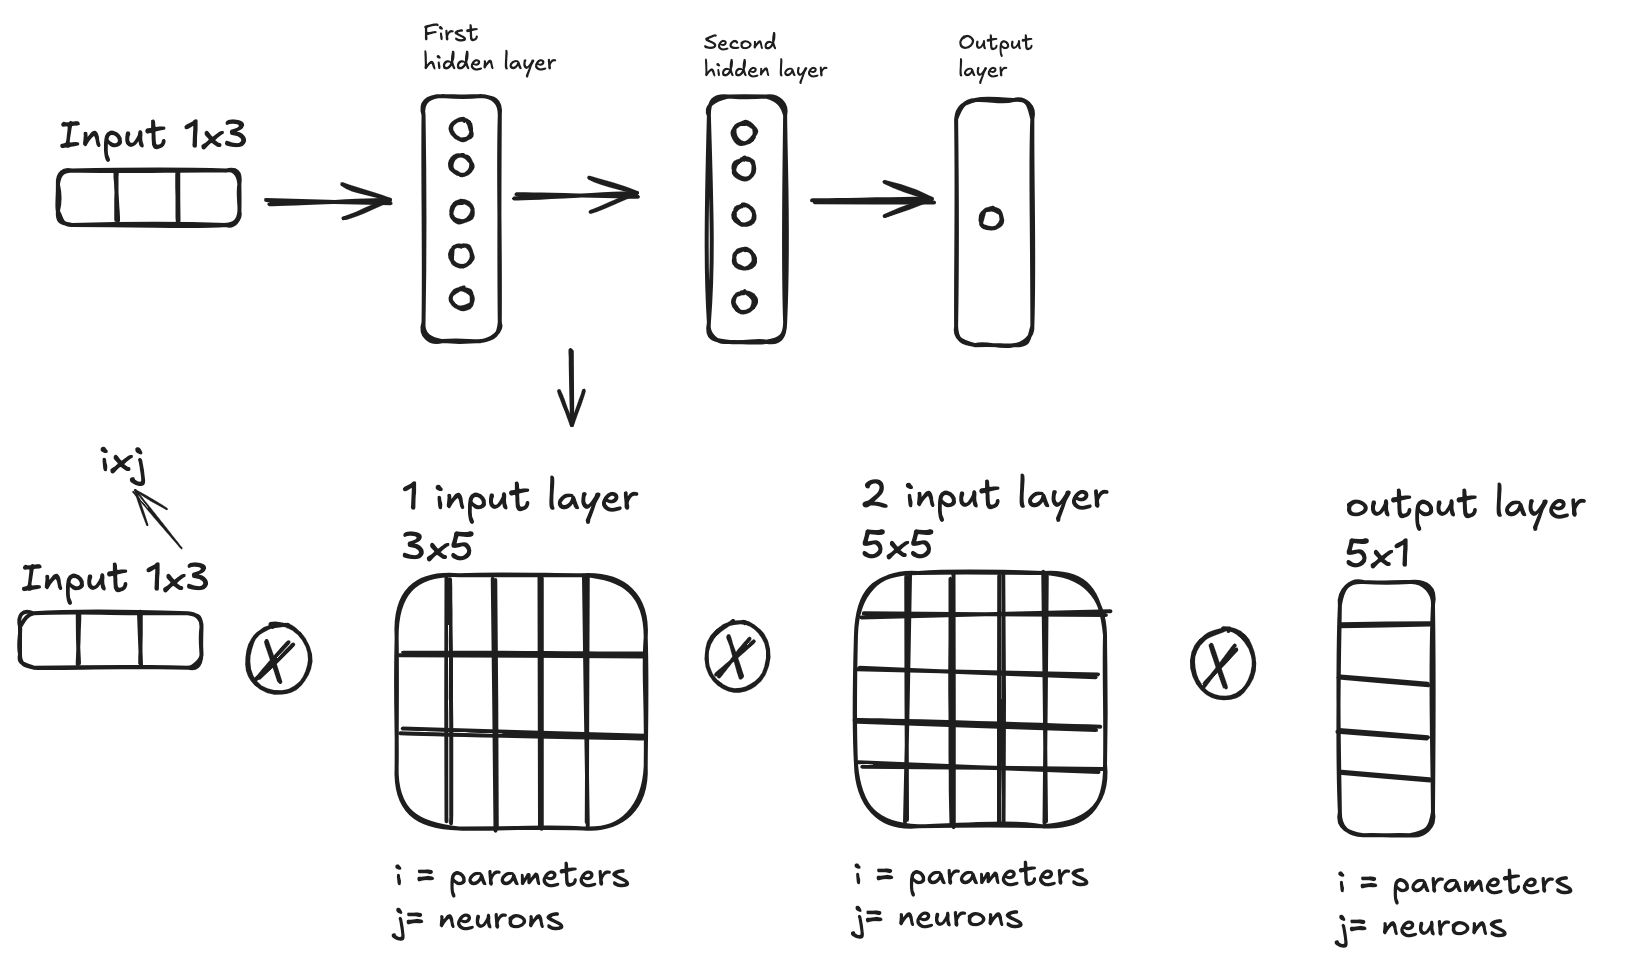 First
hidden layer
Second
hidden layer
Output
layer
Input 1x3
ixj
1 input layer
3x5
2 input layer
5x5
output layer
5x1
Input 1x3
X
X
X
i = parameters
j= neurons
i = parameters
j= neurons
i = parameters
j= neurons